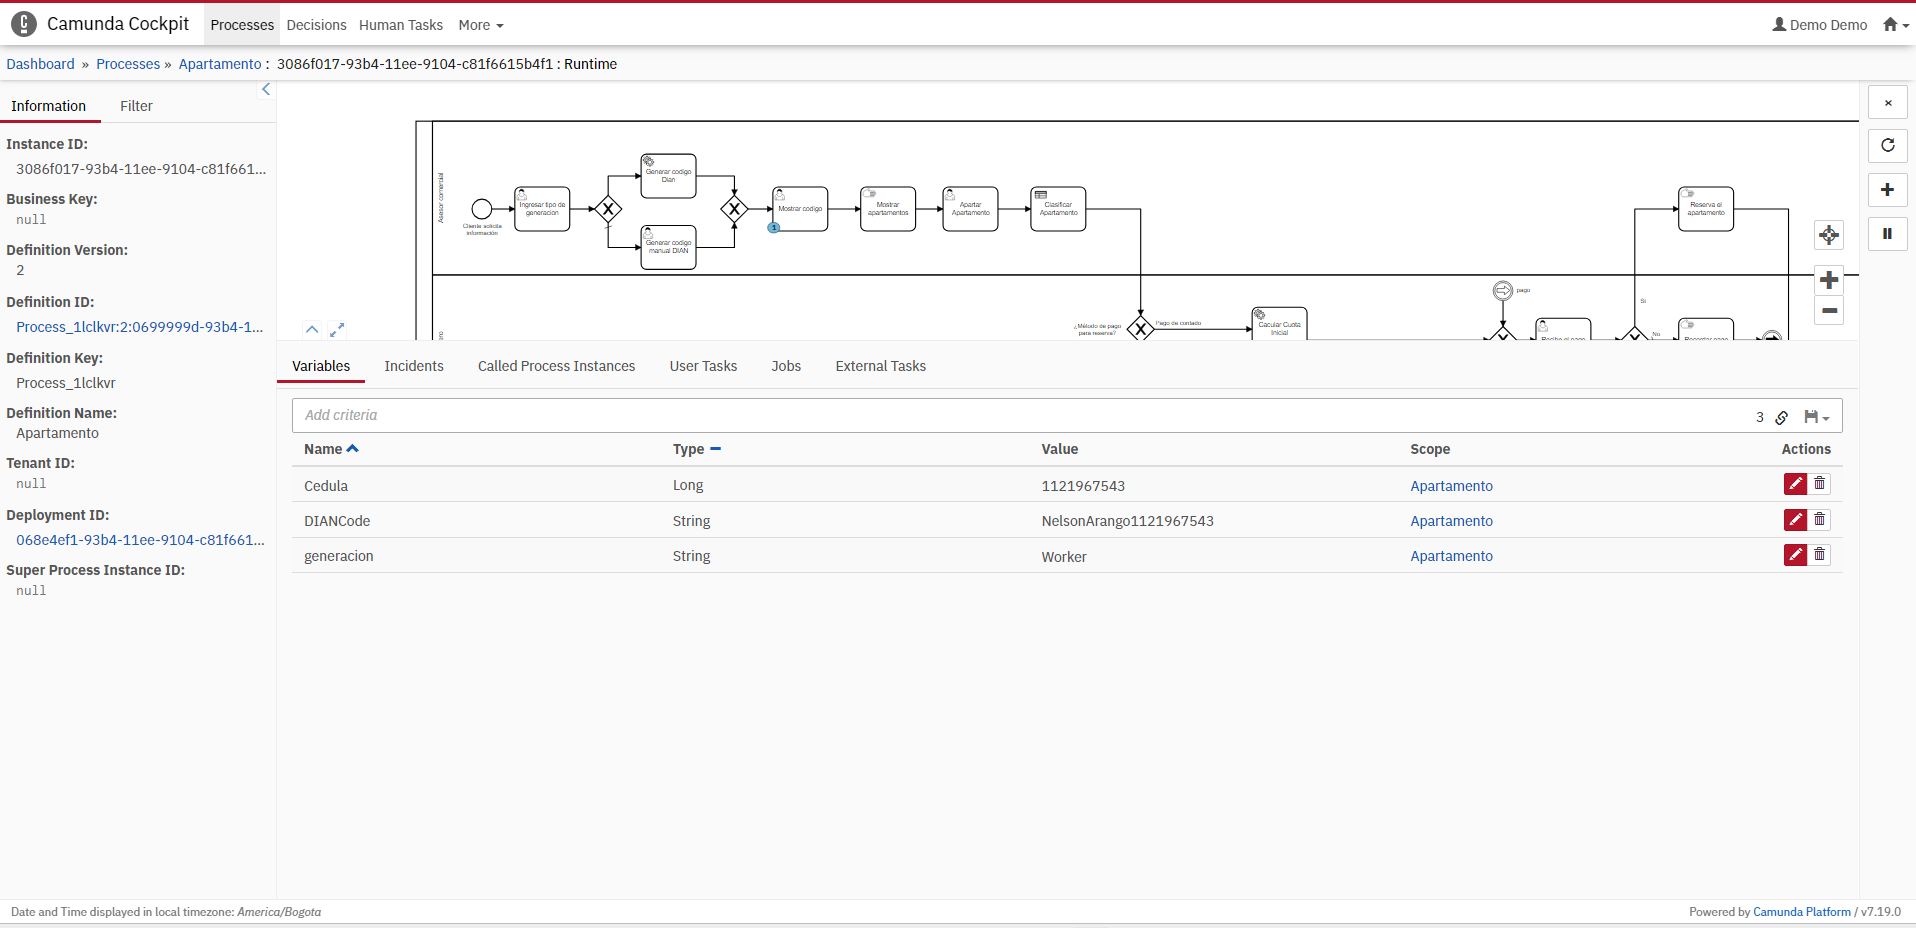 Camunda Cockpit Processes Decisions Human Tasks More Demo Demo
Dashboard » Processes » Apartamento : 3086f017-93b4-11ee-9104-c81f6615b4f1 : Runtime
Information Filter
Instance ID:
3086f017-93b4-11ee-9104-c81f661...
Business Key:
null
Definition Version:
2
Definition ID:
Process_1lclkvr:2:0699999d-93b4-1...
Definition Key:
Process_1lclkvr
Definition Name:
Apartamento
Tenant ID:
null
Deployment ID:
068e4ef1-93b4-11ee-9104-c81f661...
Super Process Instance ID:
null
Asesor comercial
Cliente solicita
información
Ingresar tipo de
generacion
Generar codigo
Dian
Generar codigo
manual DIAN
Mostrar codigo
1
Mostrar
apartamentos
Apartar
Apartamento
Clasificar
Apartamento
Reserva el
apartamento
¿Método de pago
para reserva?
Pago de contado
Cacular Cuota
Inicial
pago
Si
No
Variables Incidents Called Process Instances User Tasks Jobs External Tasks
Add criteria 3
Name Type Value Scope Actions
Cedula Long 1121967543 Apartamento
DIANCode String NelsonArango1121967543 Apartamento
generacion String Worker Apartamento
Date and Time displayed in local timezone: America/Bogota
Powered by Camunda Platform / v7.19.0